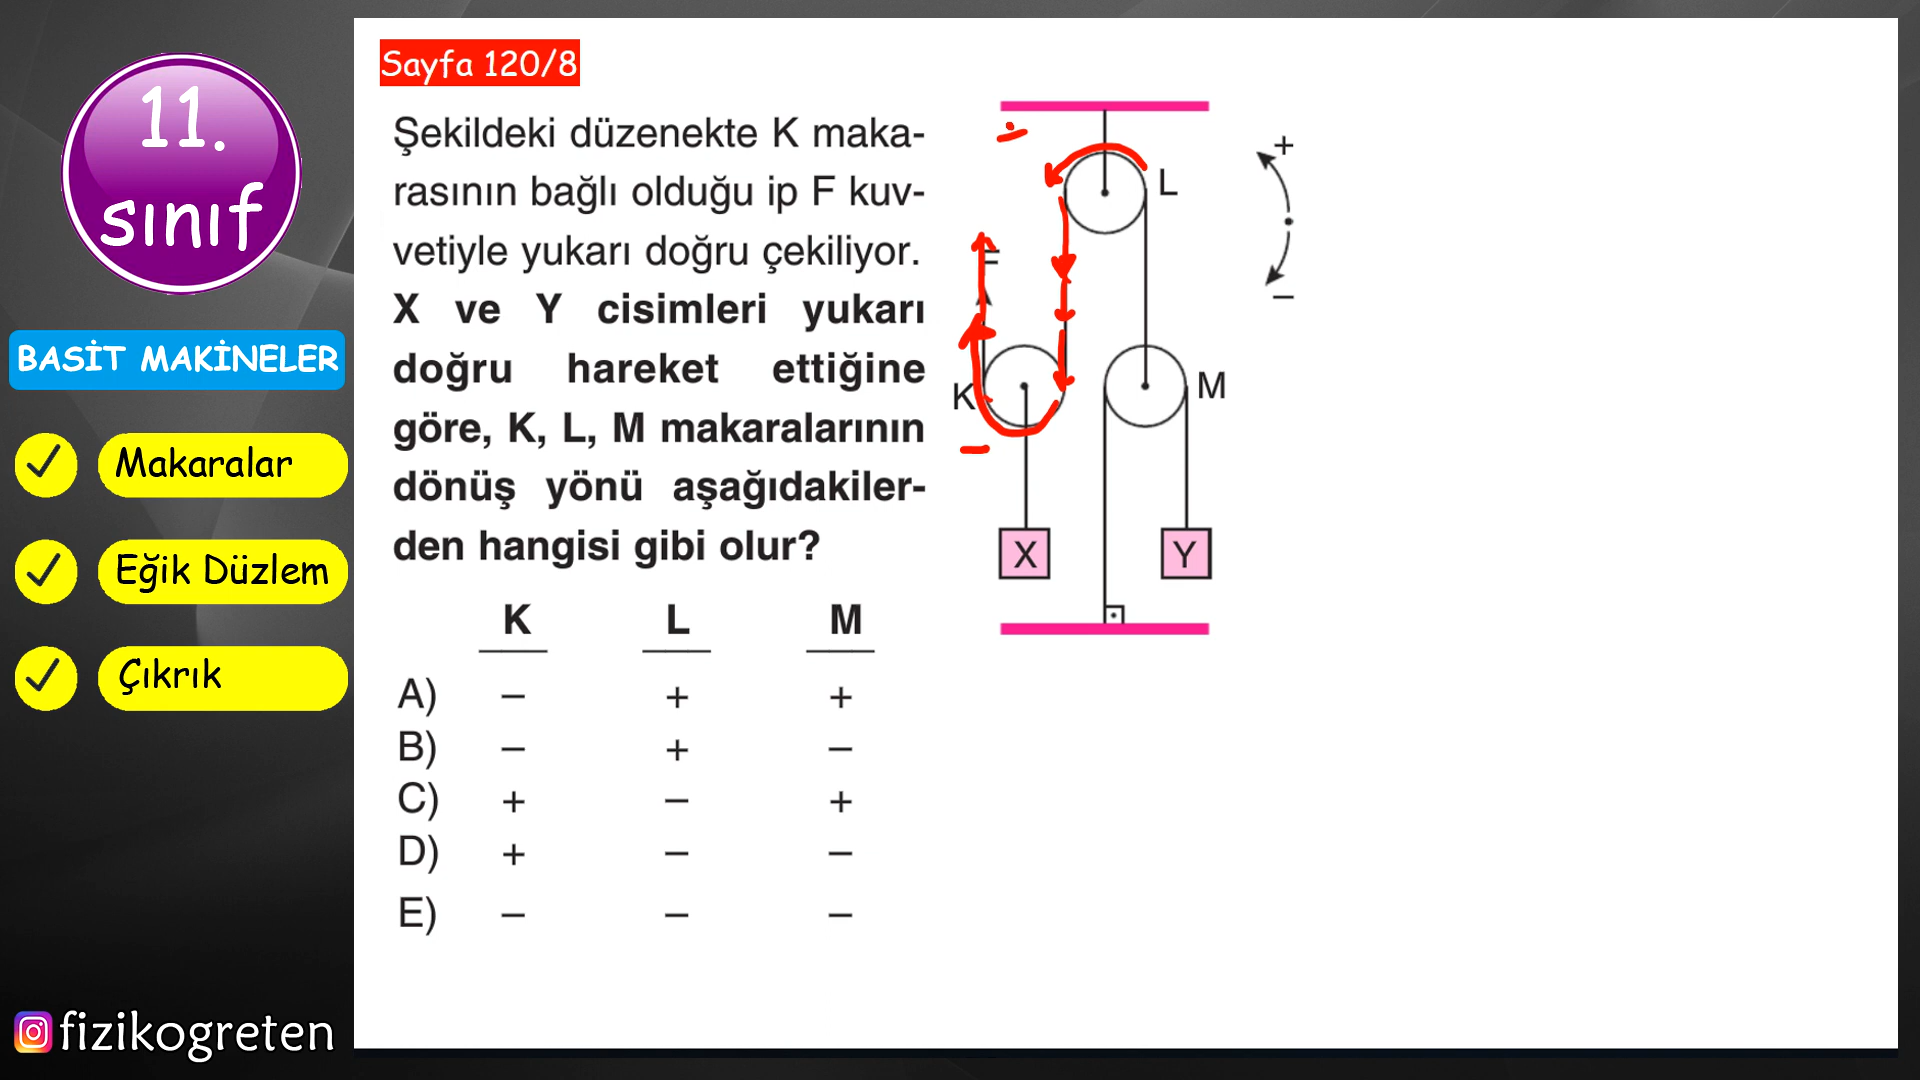 11.
sınıf
BASİT MAKİNELER
Makaralar
Eğik Düzlem
Çıkrık
fizikogreten
Sayfa 120/8
Şekildeki düzenekte K maka-
rasının bağlı olduğu ip F kuv-
vetiyle yukarı doğru çekiliyor.
X ve Y cisimleri yukarı
doğru hareket ettiğine
göre, K, L, M makaralarının
dönüş yönü aşağıdakiler-
den hangisi gibi olur?
K L M
A) – + +
B) – + –
C) + – +
D) + – –
E) – – –
+
L
–
F
K
M
–
X
Y